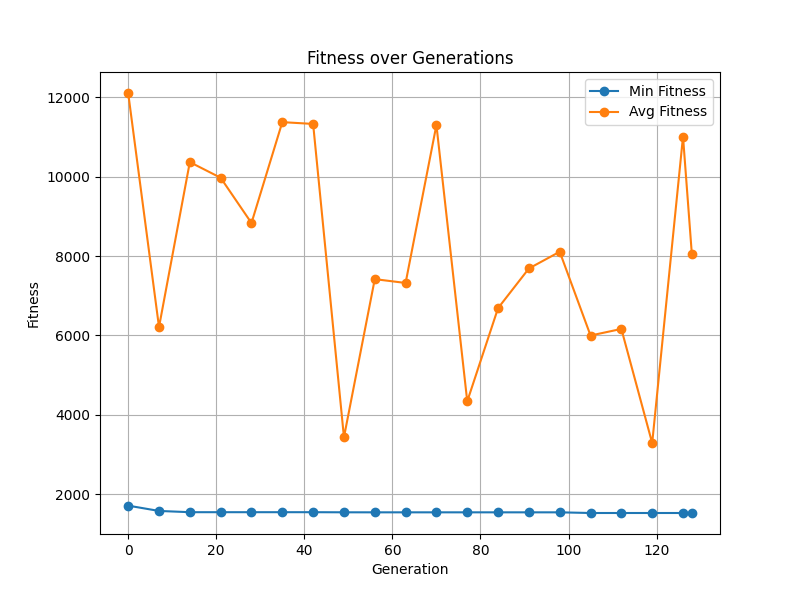 Fitness over Generations
Min Fitness
Avg Fitness
12000
10000
8000
6000
4000
2000
Fitness
0 20 40 60 80 100 120
Generation